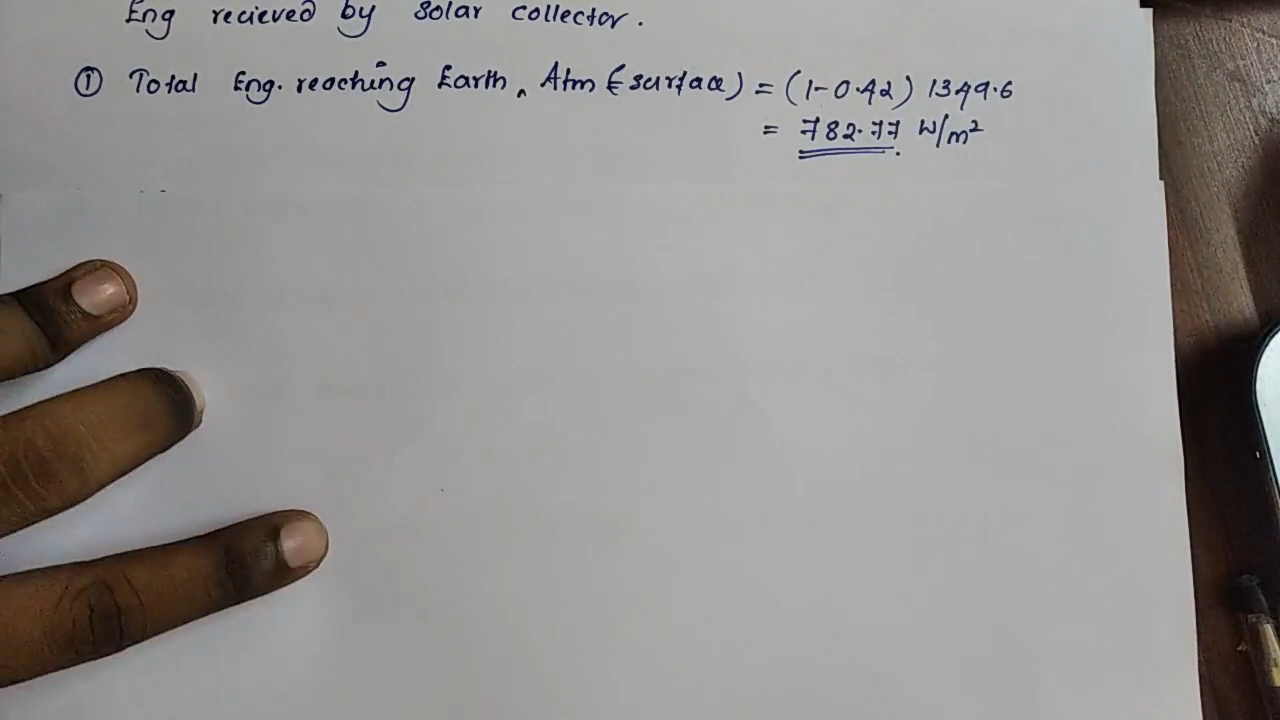 Eng recieved by solar collector.
① Total Eng. reaching Earth, Atm (surface) = (1-0.42) 1349.6
= 782.77 W/m²